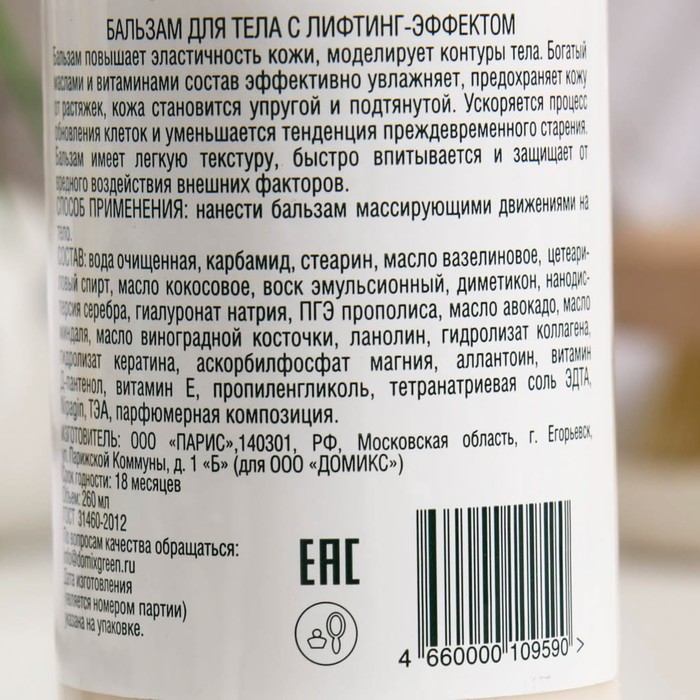 БАЛЬЗАМ ДЛЯ ТЕЛА С ЛИФТИНГ-ЭФФЕКТОМ
Бальзам повышает эластичность кожи, моделирует контуры тела. Богатый
маслами и витаминами состав эффективно увлажняет, предохраняет кожу
от растяжек, кожа становится упругой и подтянутой. Ускоряется процесс
обновления клеток и уменьшается тенденция преждевременного старения.
Бальзам имеет легкую текстуру, быстро впитывается и защищает от
вредного воздействия внешних факторов.
СПОСОБ ПРИМЕНЕНИЯ: нанести бальзам массирующими движениями на
тело.
СОСТАВ: вода очищенная, карбамид, стеарин, масло вазелиновое, цетеари-
ловый спирт, масло кокосовое, воск эмульсионный, диметикон, нанодис-
персия серебра, гиалуронат натрия, ПГЭ прополиса, масло авокадо, масло
миндаля, масло виноградной косточки, ланолин, гидролизат коллагена,
гидролизат кератина, аскорбилфосфат магния, аллантоин, витамин
Д-пантенол, витамин Е, пропиленгликоль, тетранатриевая соль ЭДТА,
Nipagin, ТЭА, парфюмерная композиция.
ИЗГОТОВИТЕЛЬ: ООО «ПАРИС»,140301, РФ, Московская область, г. Егорьевск,
ул.Парижской Коммуны, д. 1 «Б» (для ООО «ДОМИКС»)
Срок годности: 18 месяцев
Объем: 260 мл
ГОСТ 31460-2012
По вопросам качества обращаться:
info@domixgreen.ru
Дата изготовления
(является номером партии)
указана на упаковке.
EAC
4 660000 109590 >